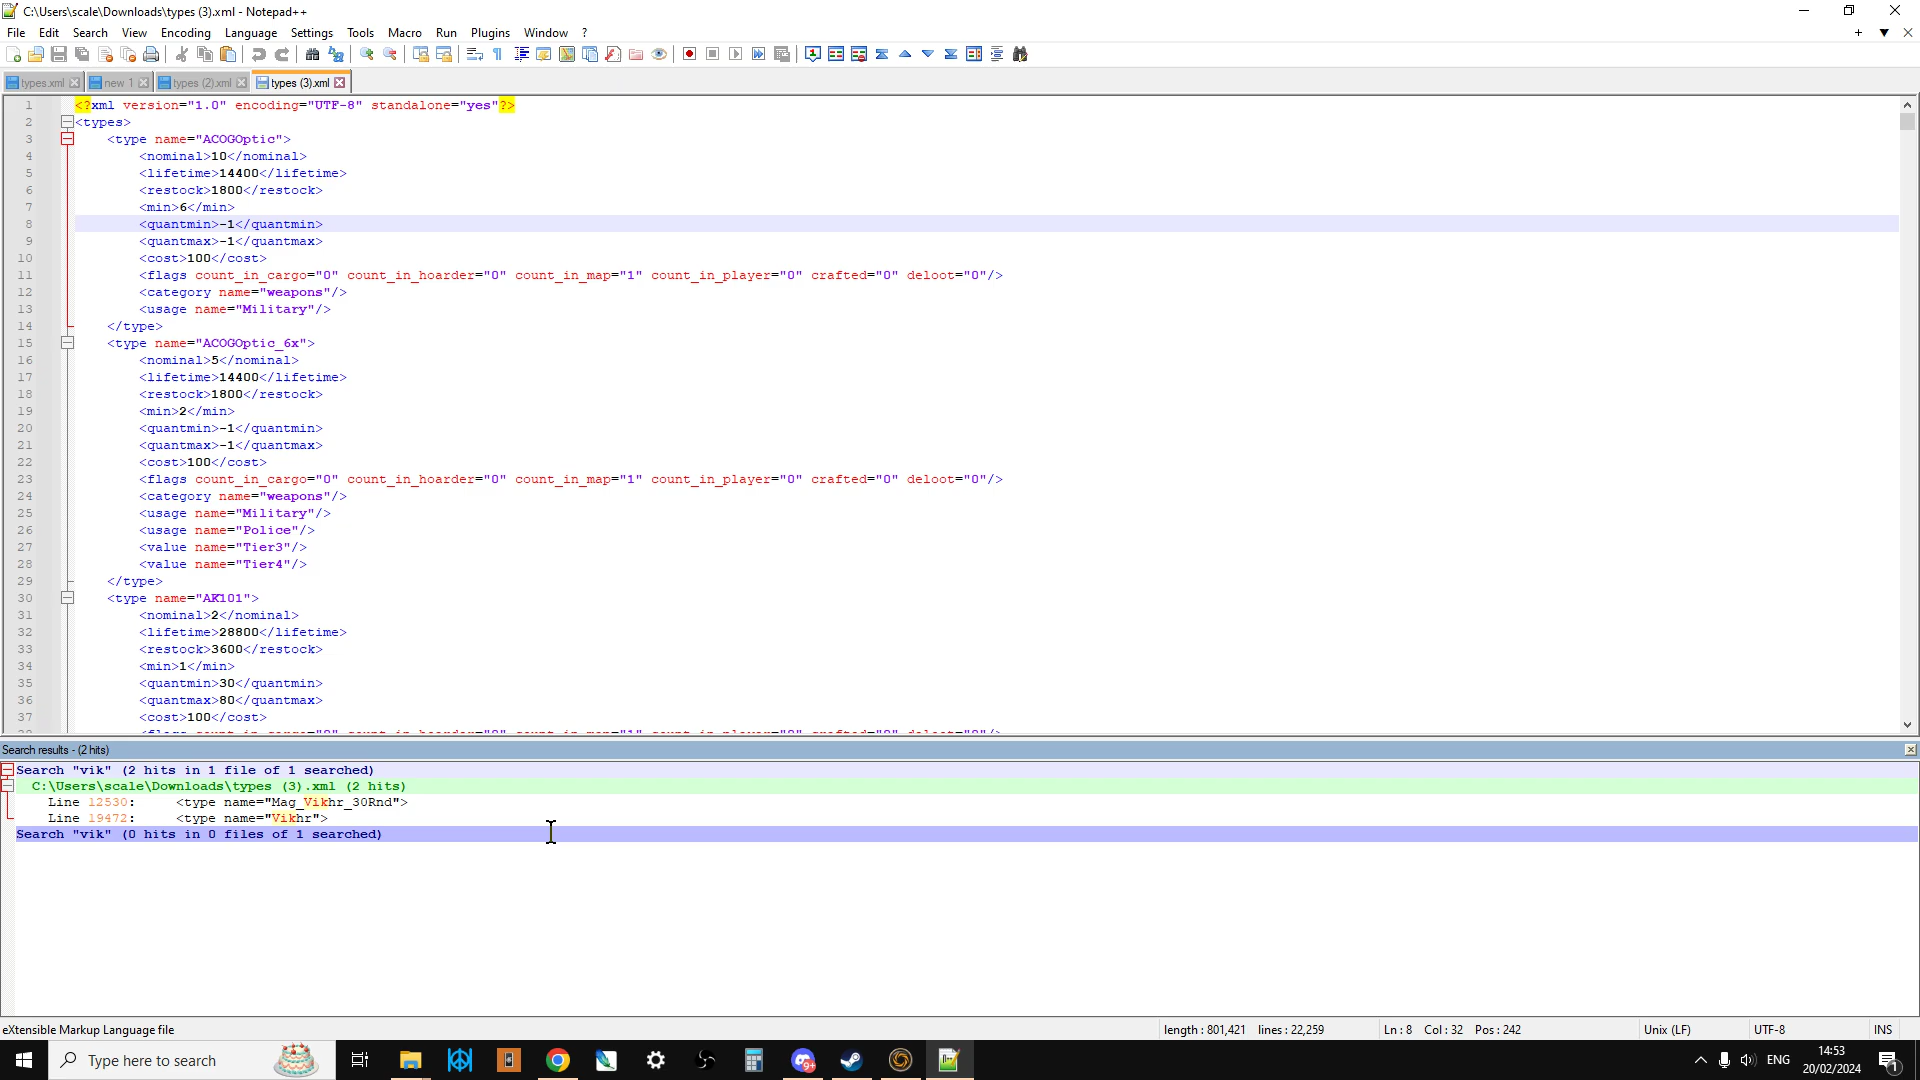 C:\Users\scale\Downloads\types (3).xml - Notepad++
File Edit Search View Encoding Language Settings Tools Macro Run Plugins Window ?
types.xml new 1 types (2).xml types (3).xml
1 <?xml version="1.0" encoding="UTF-8" standalone="yes"?>
2 <types>
3 <type name="ACOGOptic">
4 <nominal>10</nominal>
5 <lifetime>14400</lifetime>
6 <restock>1800</restock>
7 <min>6</min>
8 <quantmin>-1</quantmin>
9 <quantmax>-1</quantmax>
10 <cost>100</cost>
11 <flags count_in_cargo="0" count_in_hoarder="0" count_in_map="1" count_in_player="0" crafted="0" deloot="0"/>
12 <category name="weapons"/>
13 <usage name="Military"/>
14 </type>
15 <type name="ACOGOptic_6x">
16 <nominal>5</nominal>
17 <lifetime>14400</lifetime>
18 <restock>1800</restock>
19 <min>2</min>
20 <quantmin>-1</quantmin>
21 <quantmax>-1</quantmax>
22 <cost>100</cost>
23 <flags count_in_cargo="0" count_in_hoarder="0" count_in_map="1" count_in_player="0" crafted="0" deloot="0"/>
24 <category name="weapons"/>
25 <usage name="Military"/>
26 <usage name="Police"/>
27 <value name="Tier3"/>
28 <value name="Tier4"/>
29 </type>
30 <type name="AK101">
31 <nominal>2</nominal>
32 <lifetime>28800</lifetime>
33 <restock>3600</restock>
34 <min>1</min>
35 <quantmin>30</quantmin>
36 <quantmax>80</quantmax>
37 <cost>100</cost>
Search results - (2 hits)
Search "vik" (2 hits in 1 file of 1 searched)
C:\Users\scale\Downloads\types (3).xml (2 hits)
Line 12530: <type name="Mag_Vikhr_30Rnd">
Line 19472: <type name="Vikhr">
Search "vik" (0 hits in 0 files of 1 searched)
eXtensible Markup Language file length : 801,421 lines : 22,259 Ln : 8 Col : 32 Pos : 242 Unix (LF) UTF-8 INS
Type here to search
ENG 14:53
20/02/2024